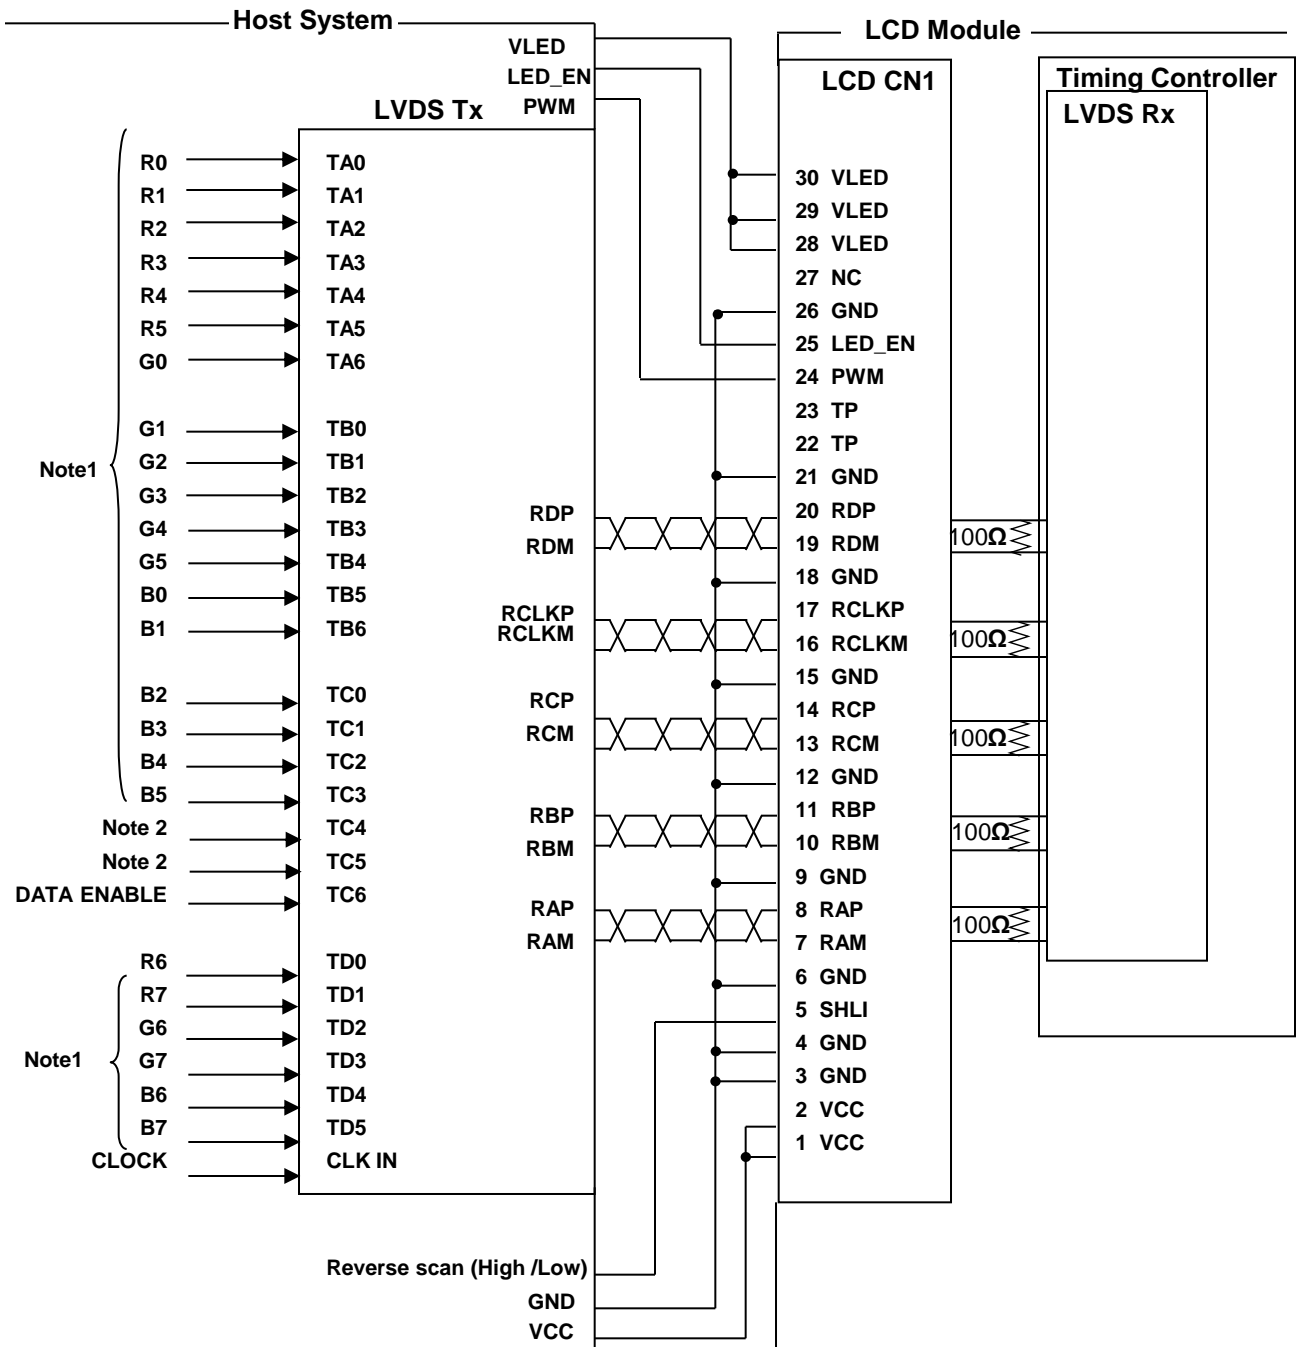 Host System
LCD Module
VLED
LED_EN
PWM
LVDS Tx
LCD CN1
Timing Controller
LVDS Rx
R0 TA0
R1 TA1
R2 TA2
R3 TA3
R4 TA4
R5 TA5
G0 TA6
G1 TB0
G2 TB1
G3 TB2
G4 TB3
G5 TB4
B0 TB5
B1 TB6
Note1
B2 TC0
B3 TC1
B4 TC2
B5 TC3
Note 2 TC4
Note 2 TC5
DATA ENABLE TC6
R6 TD0
R7 TD1
G6 TD2
G7 TD3
B6 TD4
B7 TD5
Note1
CLOCK CLK IN
RDP
RDM
RCLKP
RCLKM
RCP
RCM
RBP
RBM
RAP
RAM
Reverse scan (High /Low)
GND
VCC
30 VLED
29 VLED
28 VLED
27 NC
26 GND
25 LED_EN
24 PWM
23 TP
22 TP
21 GND
20 RDP
19 RDM
18 GND
17 RCLKP
16 RCLKM
15 GND
14 RCP
13 RCM
12 GND
11 RBP
10 RBM
9 GND
8 RAP
7 RAM
6 GND
5 SHLI
4 GND
3 GND
2 VCC
1 VCC
100Ω
100Ω
100Ω
100Ω
100Ω